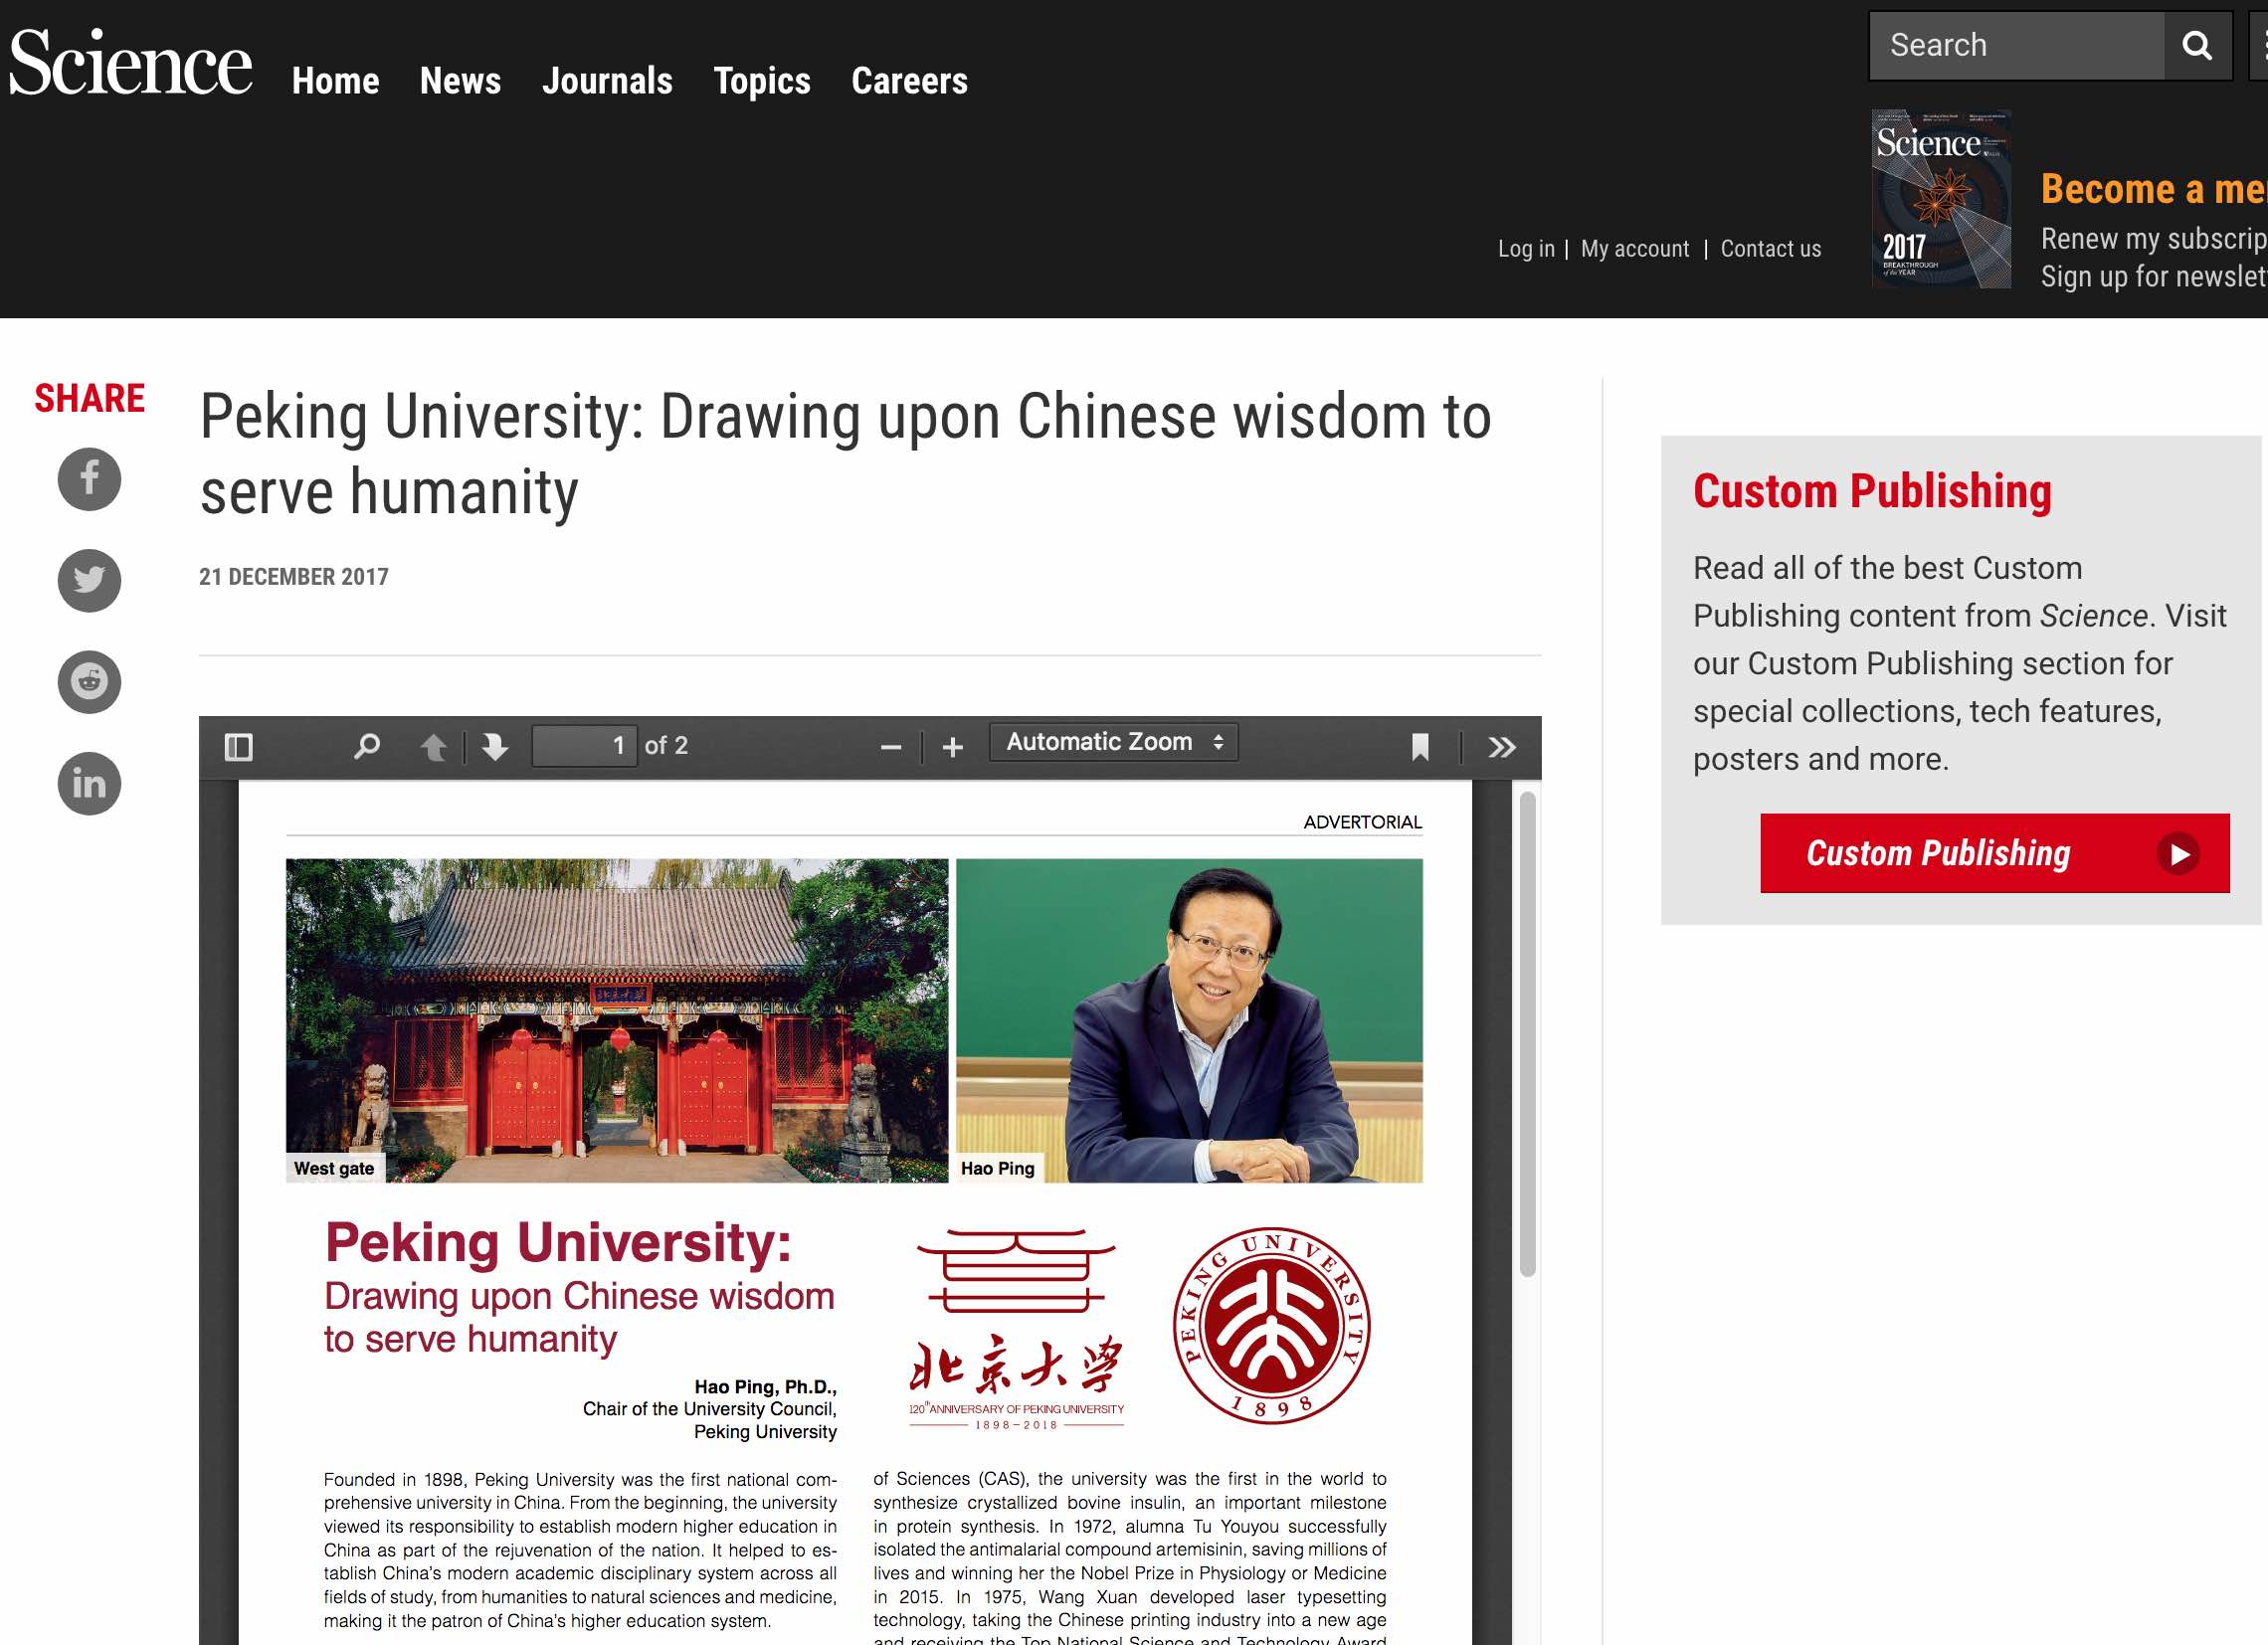 Science
Home News Journals Topics Careers
Search
Science
2017
BREAKTHROUGH
of the YEAR
Become a me
Renew my subscrip
Sign up for newslet
Log in | My account | Contact us
SHARE
Peking University: Drawing upon Chinese wisdom to
serve humanity
21 DECEMBER 2017
Custom Publishing
Read all of the best Custom
Publishing content from Science. Visit
our Custom Publishing section for
special collections, tech features,
posters and more.
Custom Publishing
1 of 2
Automatic Zoom
ADVERTORIAL
北京大学
West gate
Hao Ping
Peking University:
Drawing upon Chinese wisdom
to serve humanity
Hao Ping, Ph.D.,
Chair of the University Council,
Peking University
北京大學
120th ANNIVERSARY OF PEKING UNIVERSITY
1898–2018
PEKING UNIVERSITY
1898
Founded in 1898, Peking University was the first national com-
prehensive university in China. From the beginning, the university
viewed its responsibility to establish modern higher education in
China as part of the rejuvenation of the nation. It helped to es-
tablish China's modern academic disciplinary system across all
fields of study, from humanities to natural sciences and medicine,
making it the patron of China's higher education system.
of Sciences (CAS), the university was the first in the world to
synthesize crystallized bovine insulin, an important milestone
in protein synthesis. In 1972, alumna Tu Youyou successfully
isolated the antimalarial compound artemisinin, saving millions of
lives and winning her the Nobel Prize in Physiology or Medicine
in 2015. In 1975, Wang Xuan developed laser typesetting
technology, taking the Chinese printing industry into a new age
and receiving the Top National Science and Technology Award